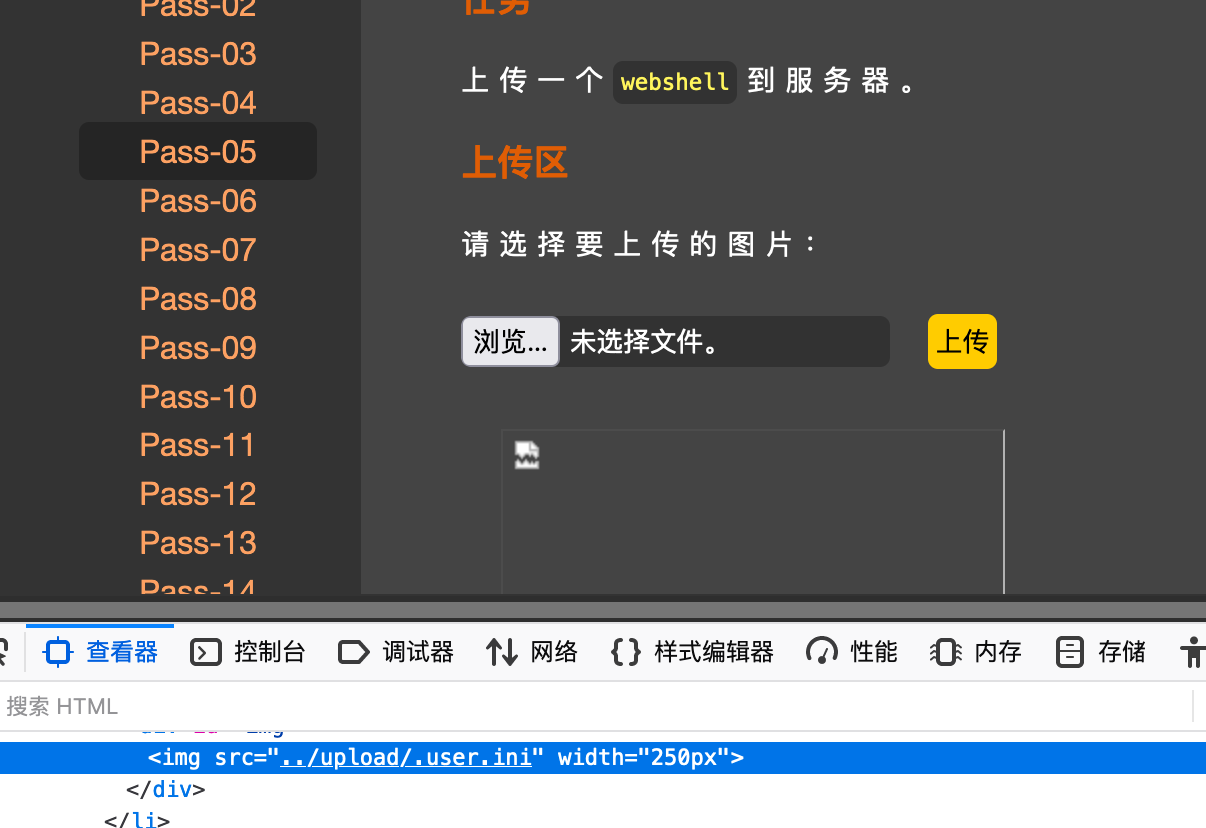 Pass-02
Pass-03
Pass-04
Pass-05
Pass-06
Pass-07
Pass-08
Pass-09
Pass-10
Pass-11
Pass-12
Pass-13
Pass-14
任务
上传一个 webshell 到服务器。
上传区
请选择要上传的图片：
浏览... 未选择文件。 上传
查看器 控制台 调试器 网络 样式编辑器 性能 内存 存储
搜索 HTML
<img src="../upload/.user.ini" width="250px">
</div>
</li>